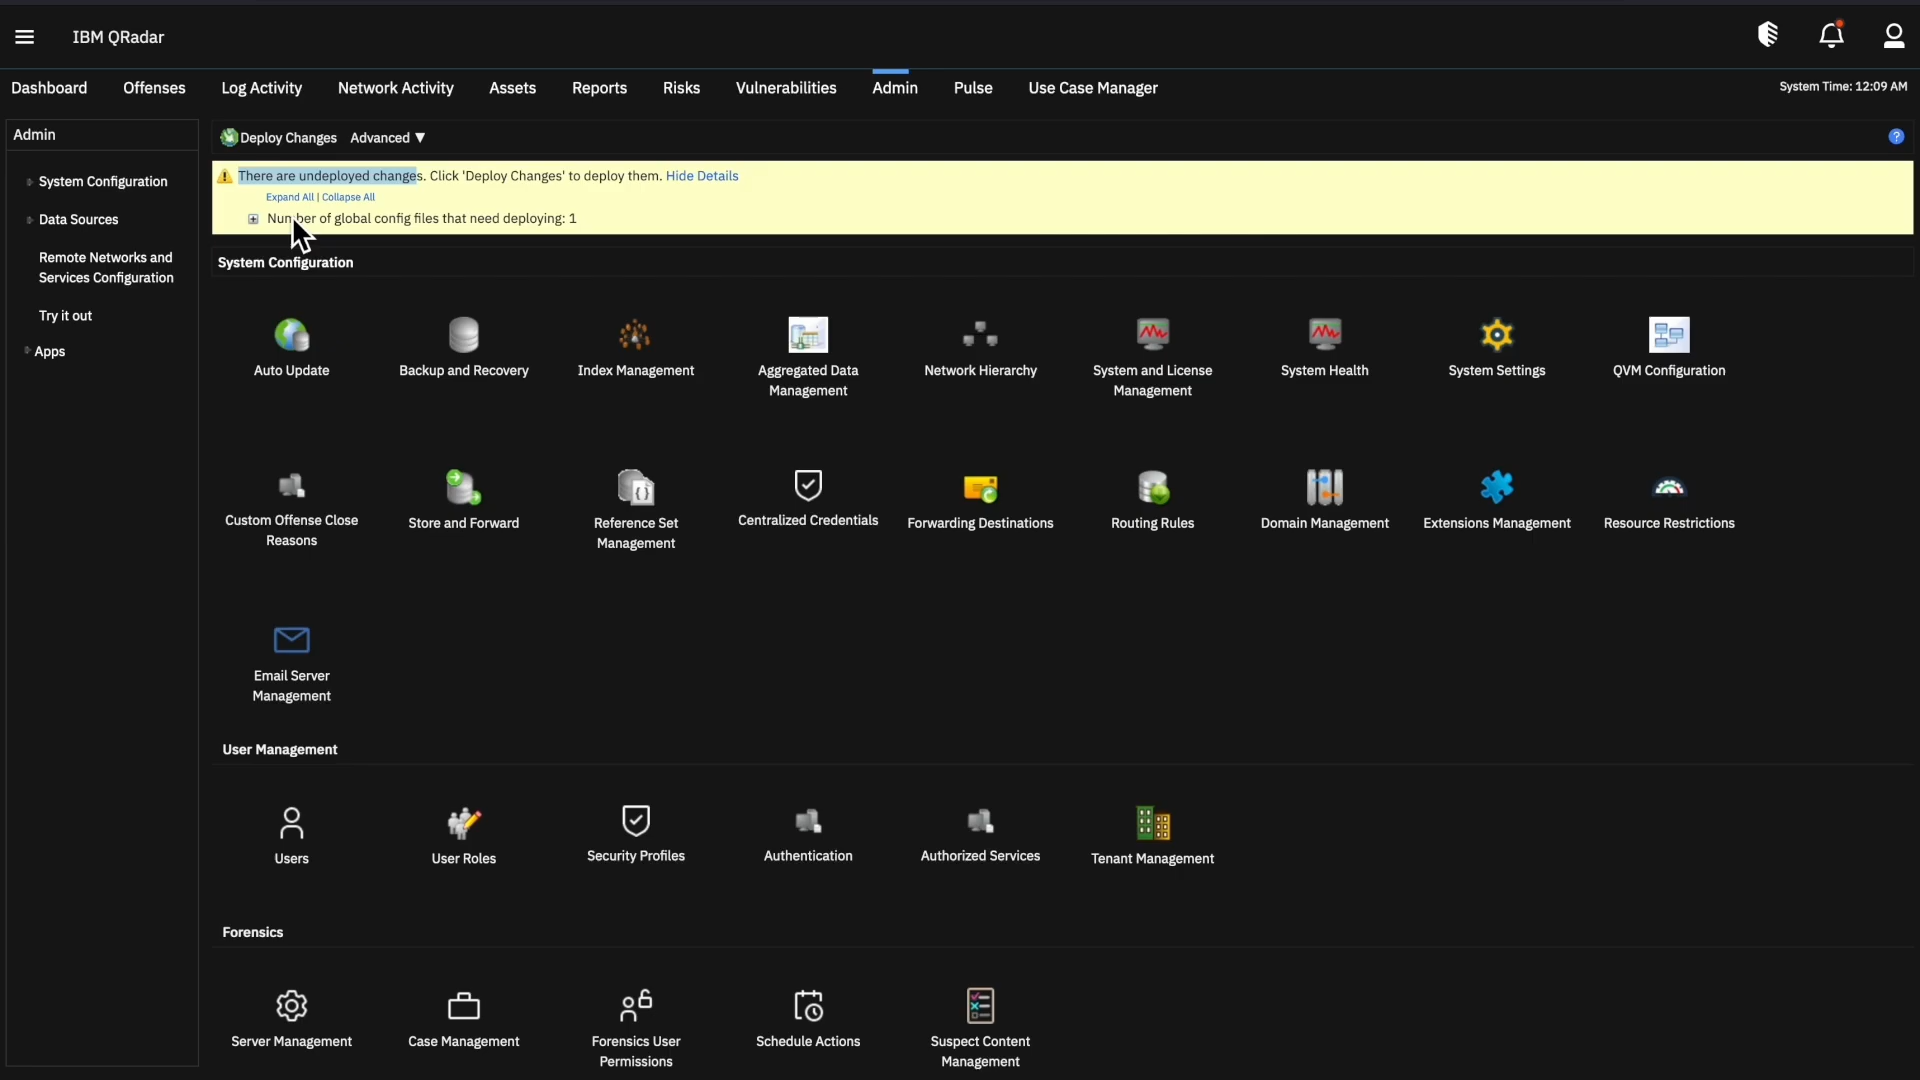 IBM QRadar
Dashboard Offenses Log Activity Network Activity Assets Reports Risks Vulnerabilities Admin Pulse Use Case Manager System Time: 12:09 AM
Admin
System Configuration
Data Sources
Remote Networks and
Services Configuration
Try it out
Apps
Deploy Changes Advanced ▼
There are undeployed changes. Click 'Deploy Changes' to deploy them. Hide Details
Expand All | Collapse All
Number of global config files that need deploying: 1
System Configuration
Auto Update
Backup and Recovery
Index Management
Aggregated Data
Management
Network Hierarchy
System and License
Management
System Health
System Settings
QVM Configuration
Custom Offense Close
Reasons
Store and Forward
Reference Set
Management
Centralized Credentials
Forwarding Destinations
Routing Rules
Domain Management
Extensions Management
Resource Restrictions
Email Server
Management
User Management
Users
User Roles
Security Profiles
Authentication
Authorized Services
Tenant Management
Forensics
Server Management
Case Management
Forensics User
Permissions
Schedule Actions
Suspect Content
Management